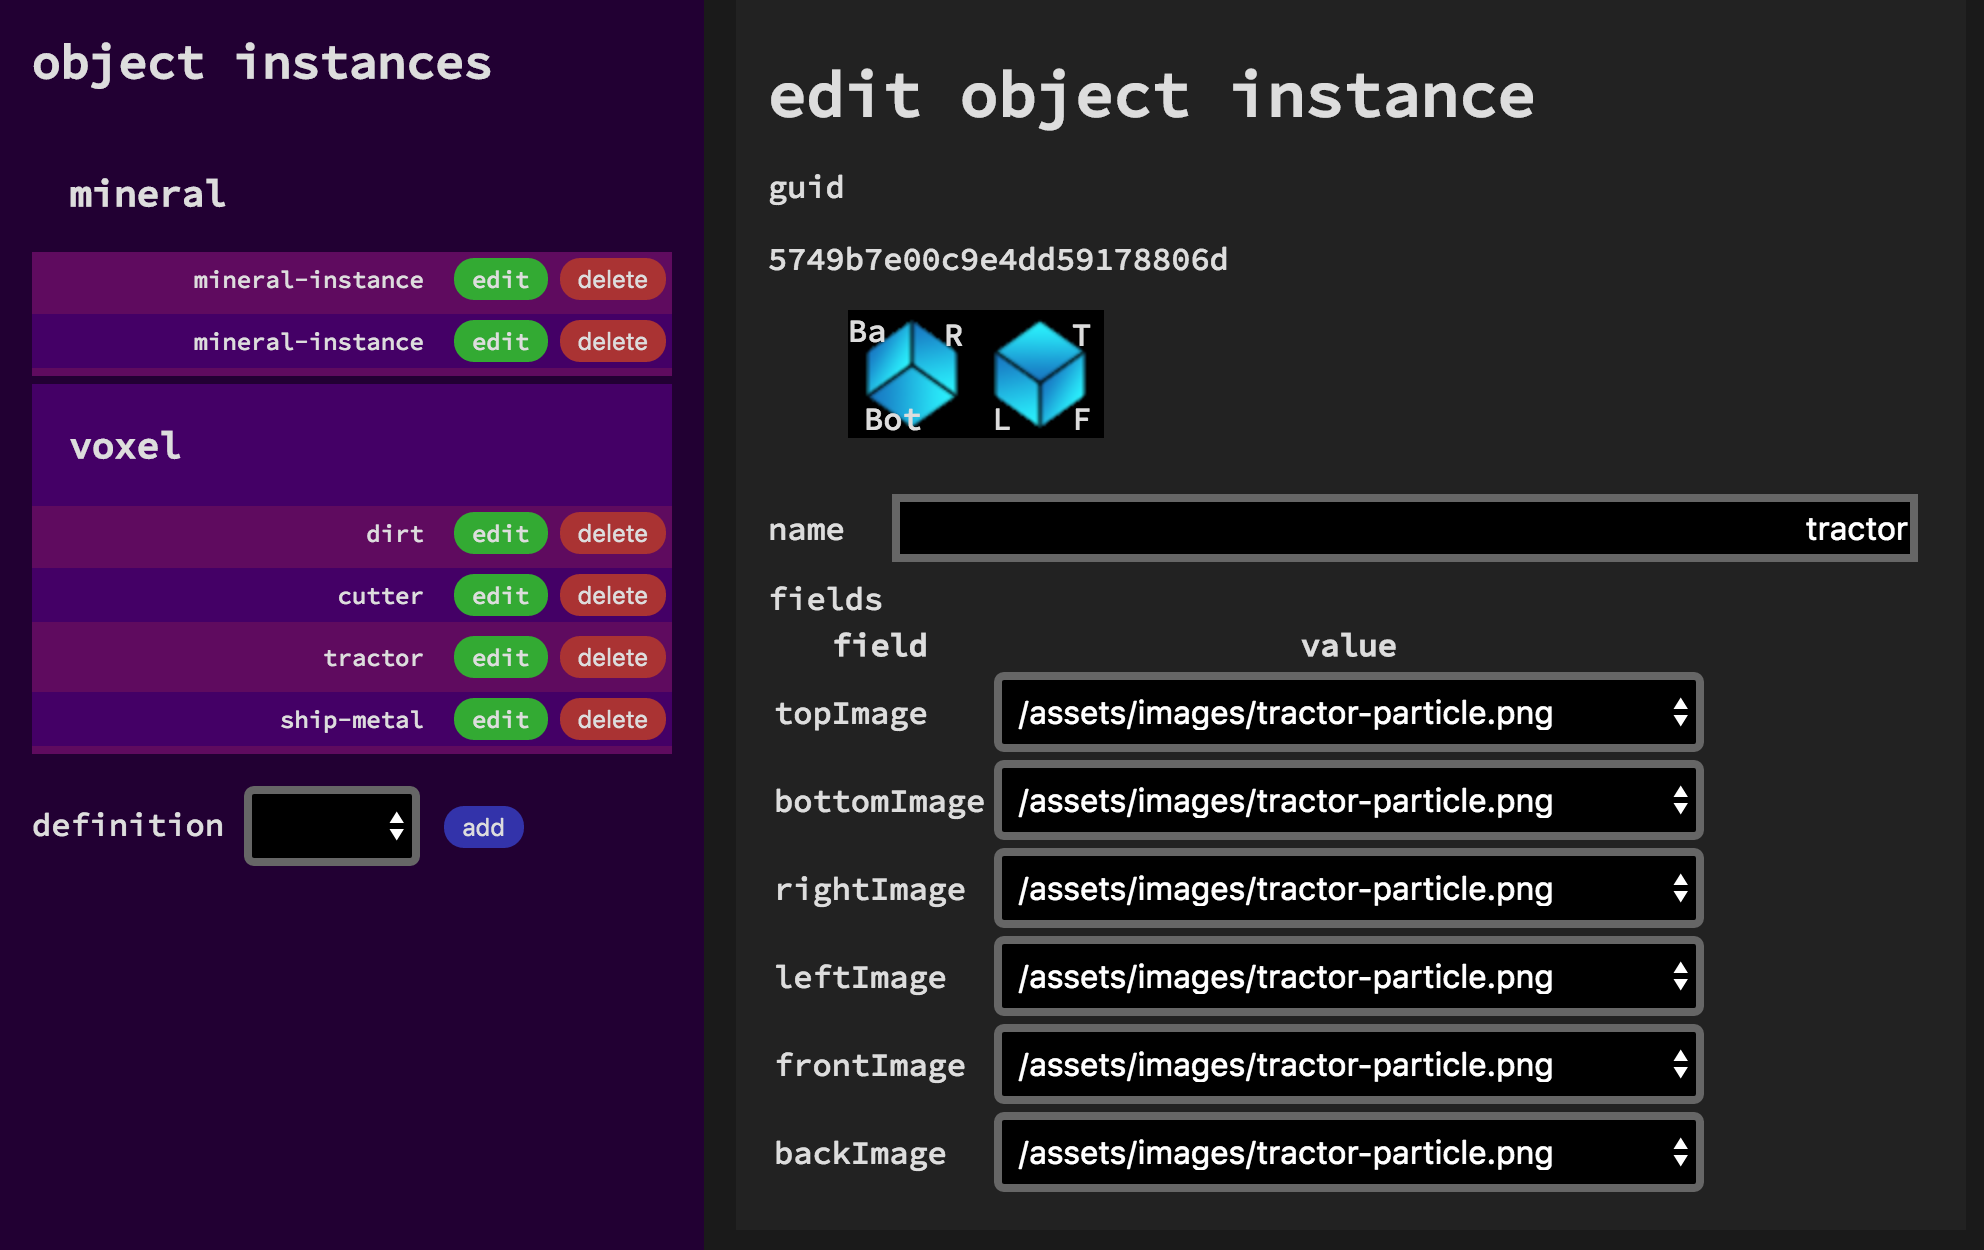 object instances
mineral
mineral-instance edit delete
mineral-instance edit delete
voxel
dirt edit delete
cutter edit delete
tractor edit delete
ship-metal edit delete
definition add
edit object instance
guid
5749b7e00c9e4dd59178806d
Ba R T
Bot L F
name tractor
fields
field value
topImage /assets/images/tractor-particle.png
bottomImage /assets/images/tractor-particle.png
rightImage /assets/images/tractor-particle.png
leftImage /assets/images/tractor-particle.png
frontImage /assets/images/tractor-particle.png
backImage /assets/images/tractor-particle.png